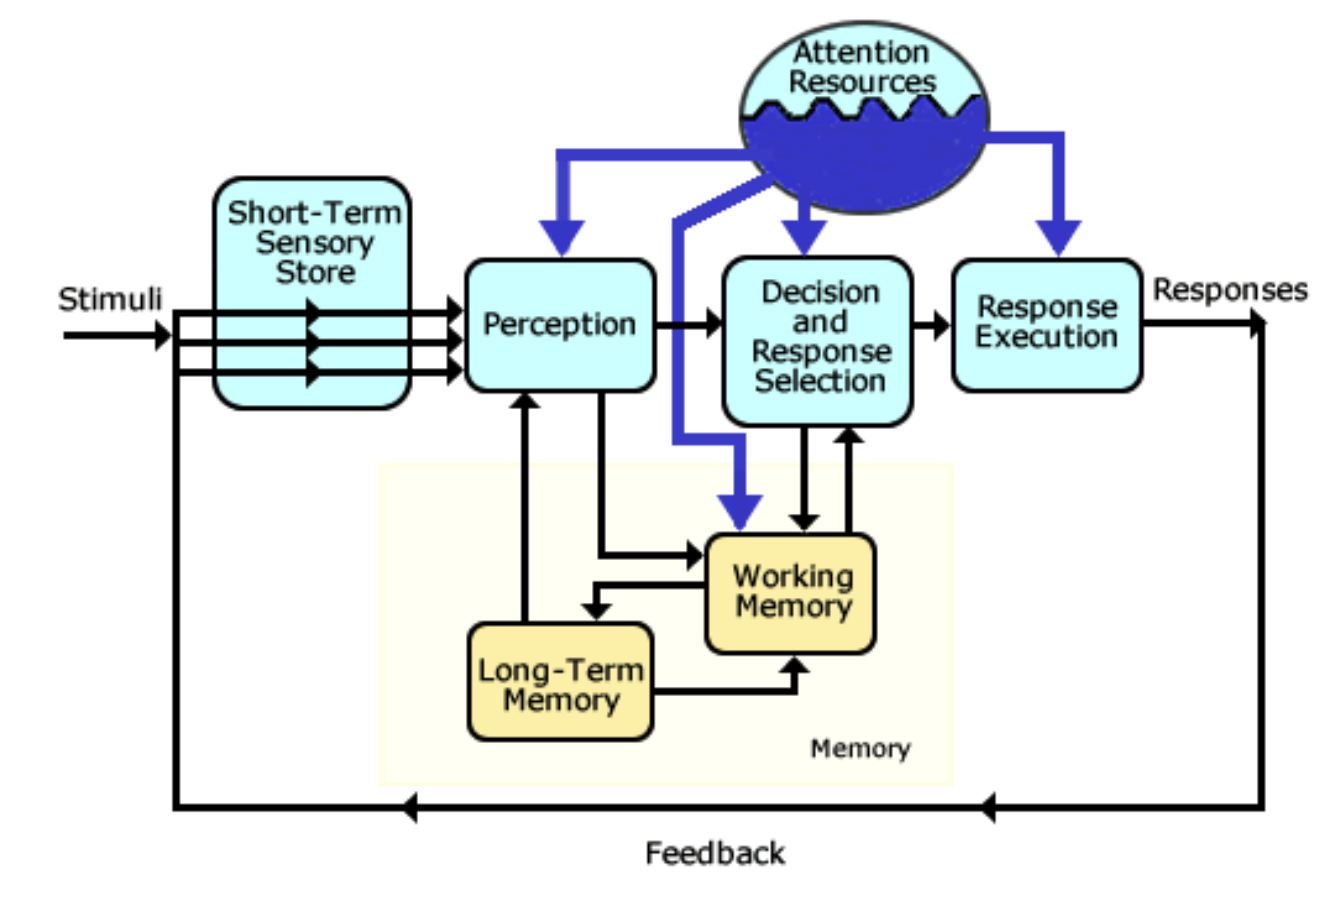 Attention
Resources
Short-Term
Sensory
Store
Stimuli
Perception
Decision
and
Response
Selection
Response
Execution
Responses
Working
Memory
Long-Term
Memory
Memory
Feedback